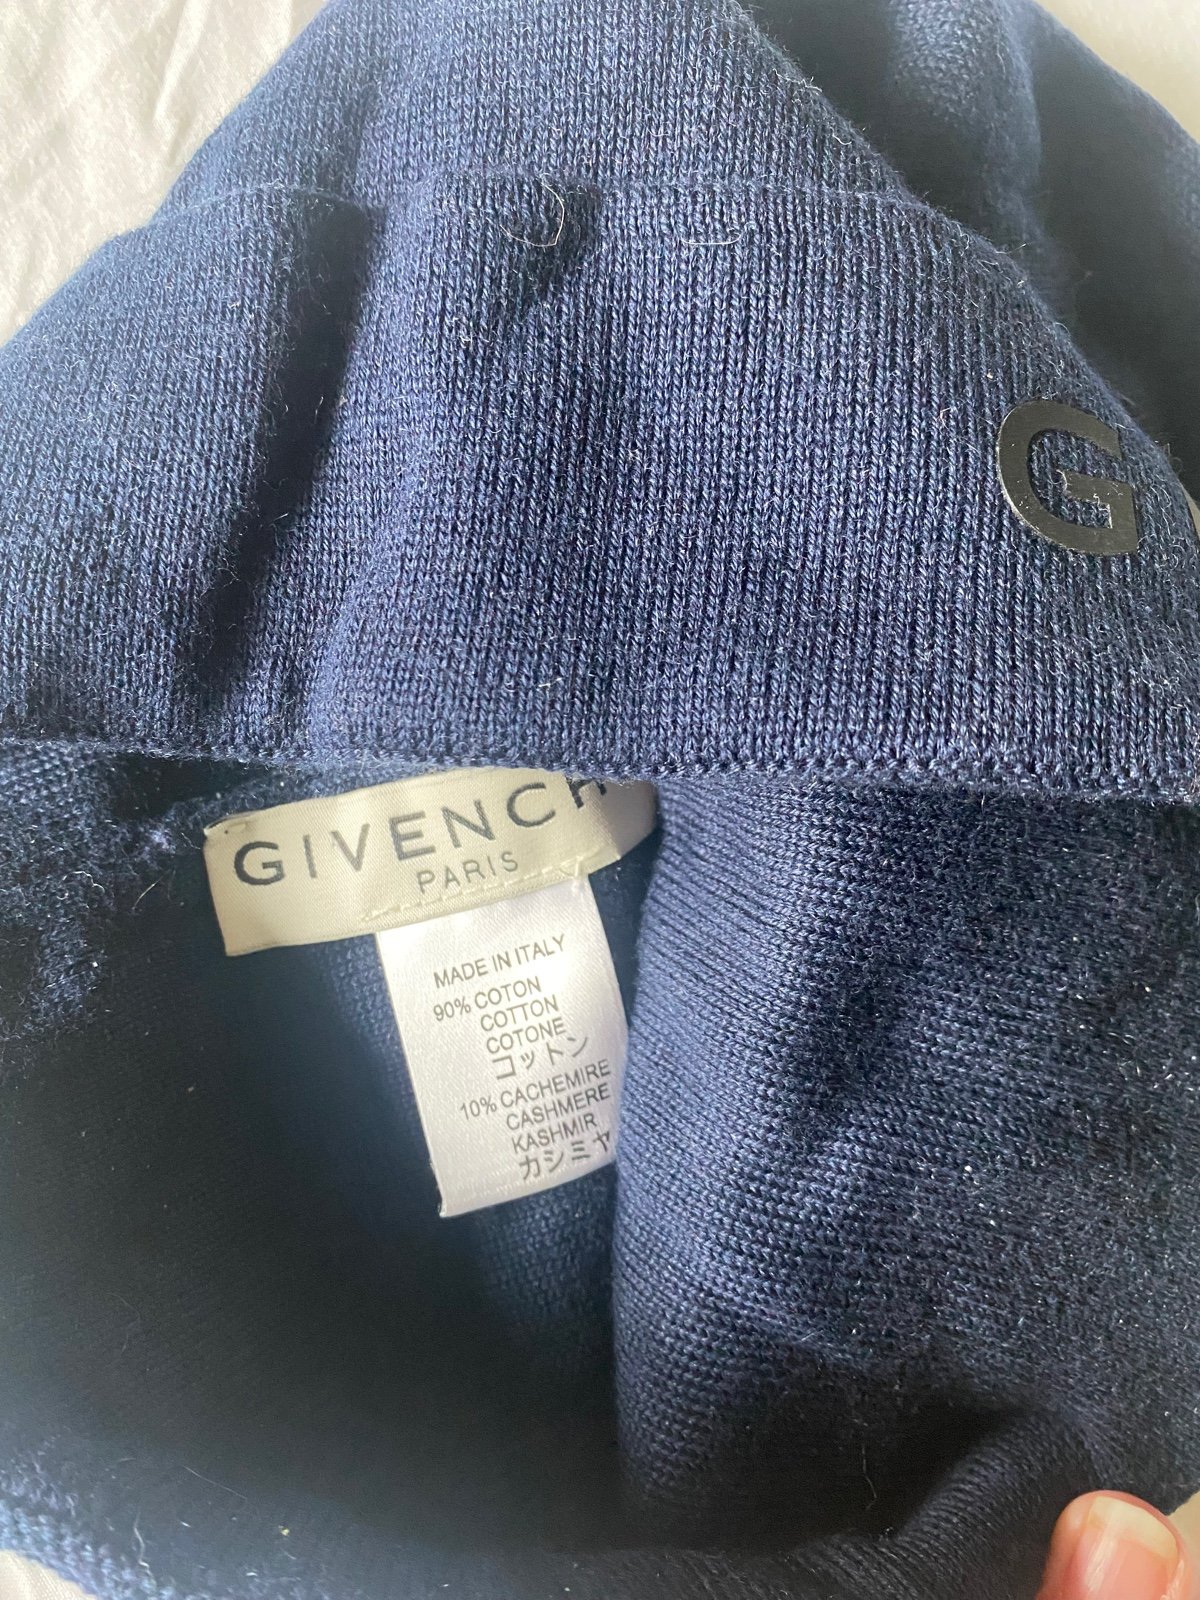 G
GIVENCH
PARIS
MADE IN ITALY
90% COTON
COTTON
COTONE
コットン
10% CACHEMIRE
CASHMERE
KASHMIR
カシミヤ